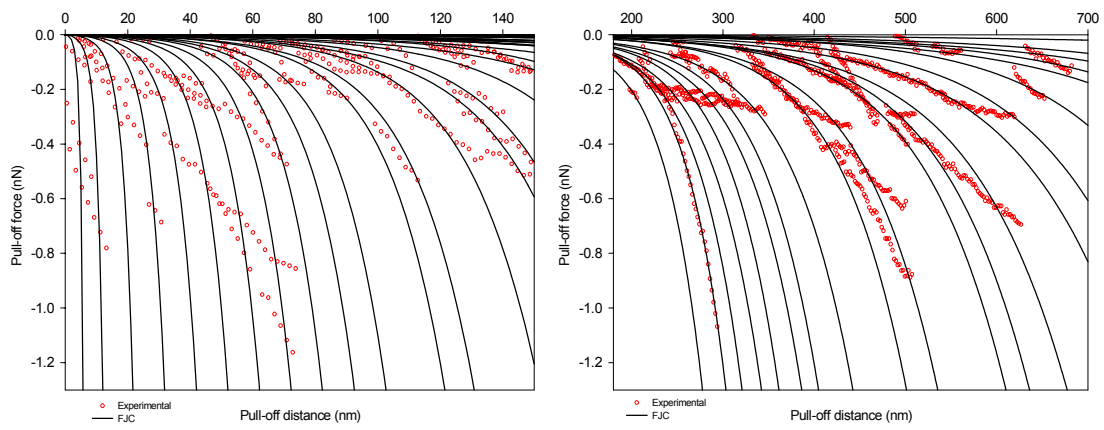 0 20 40 60 80 100 120 140
0.0
-0.2
-0.4
-0.6
-0.8
-1.0
-1.2
Pull-off force (nN)
Experimental
FJC
Pull-off distance (nm)
200 300 400 500 600 700
0.0
-0.2
-0.4
-0.6
-0.8
-1.0
-1.2
Pull-off force (nN)
Experimental
FJC
Pull-off distance (nm)